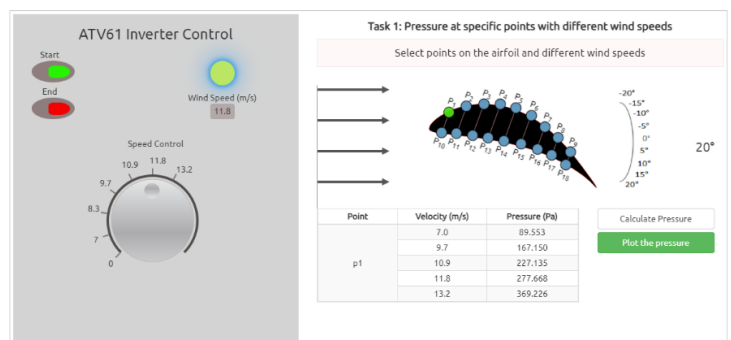 ATV61 Inverter Control
Start
End
Wind Speed (m/s)
11.8
Speed Control
0
7
8.3
9.7
10.9
11.8
13.2
Task 1: Pressure at specific points with different wind speeds
Select points on the airfoil and different wind speeds
P1 P2 P3 P4 P5 P6 P7 P8 P9
P10 P11 P12 P13 P14 P15 P16 P17 P18
-20°
-15°
-10°
-5°
0°
5°
10°
15°
20°
20°
Point Velocity (m/s) Pressure (Pa)
7.0 89.553
9.7 167.150
p1 10.9 227.135
11.8 277.668
13.2 369.226
Calculate Pressure
Plot the pressure